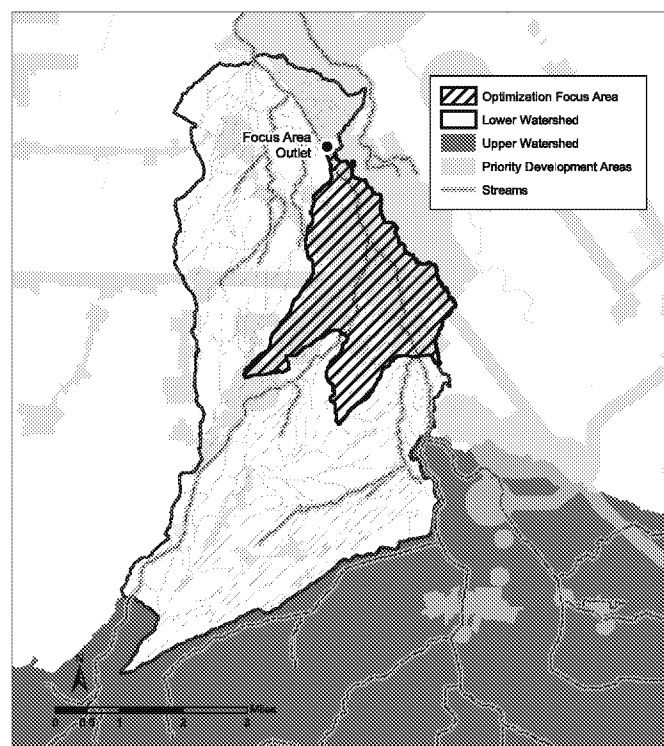 Optimization Focus Area
Lower Watershed
Upper Watershed
Priority Development Areas
Streams
Focus Area
Outlet
N
Miles
0 0.5 1 2 3